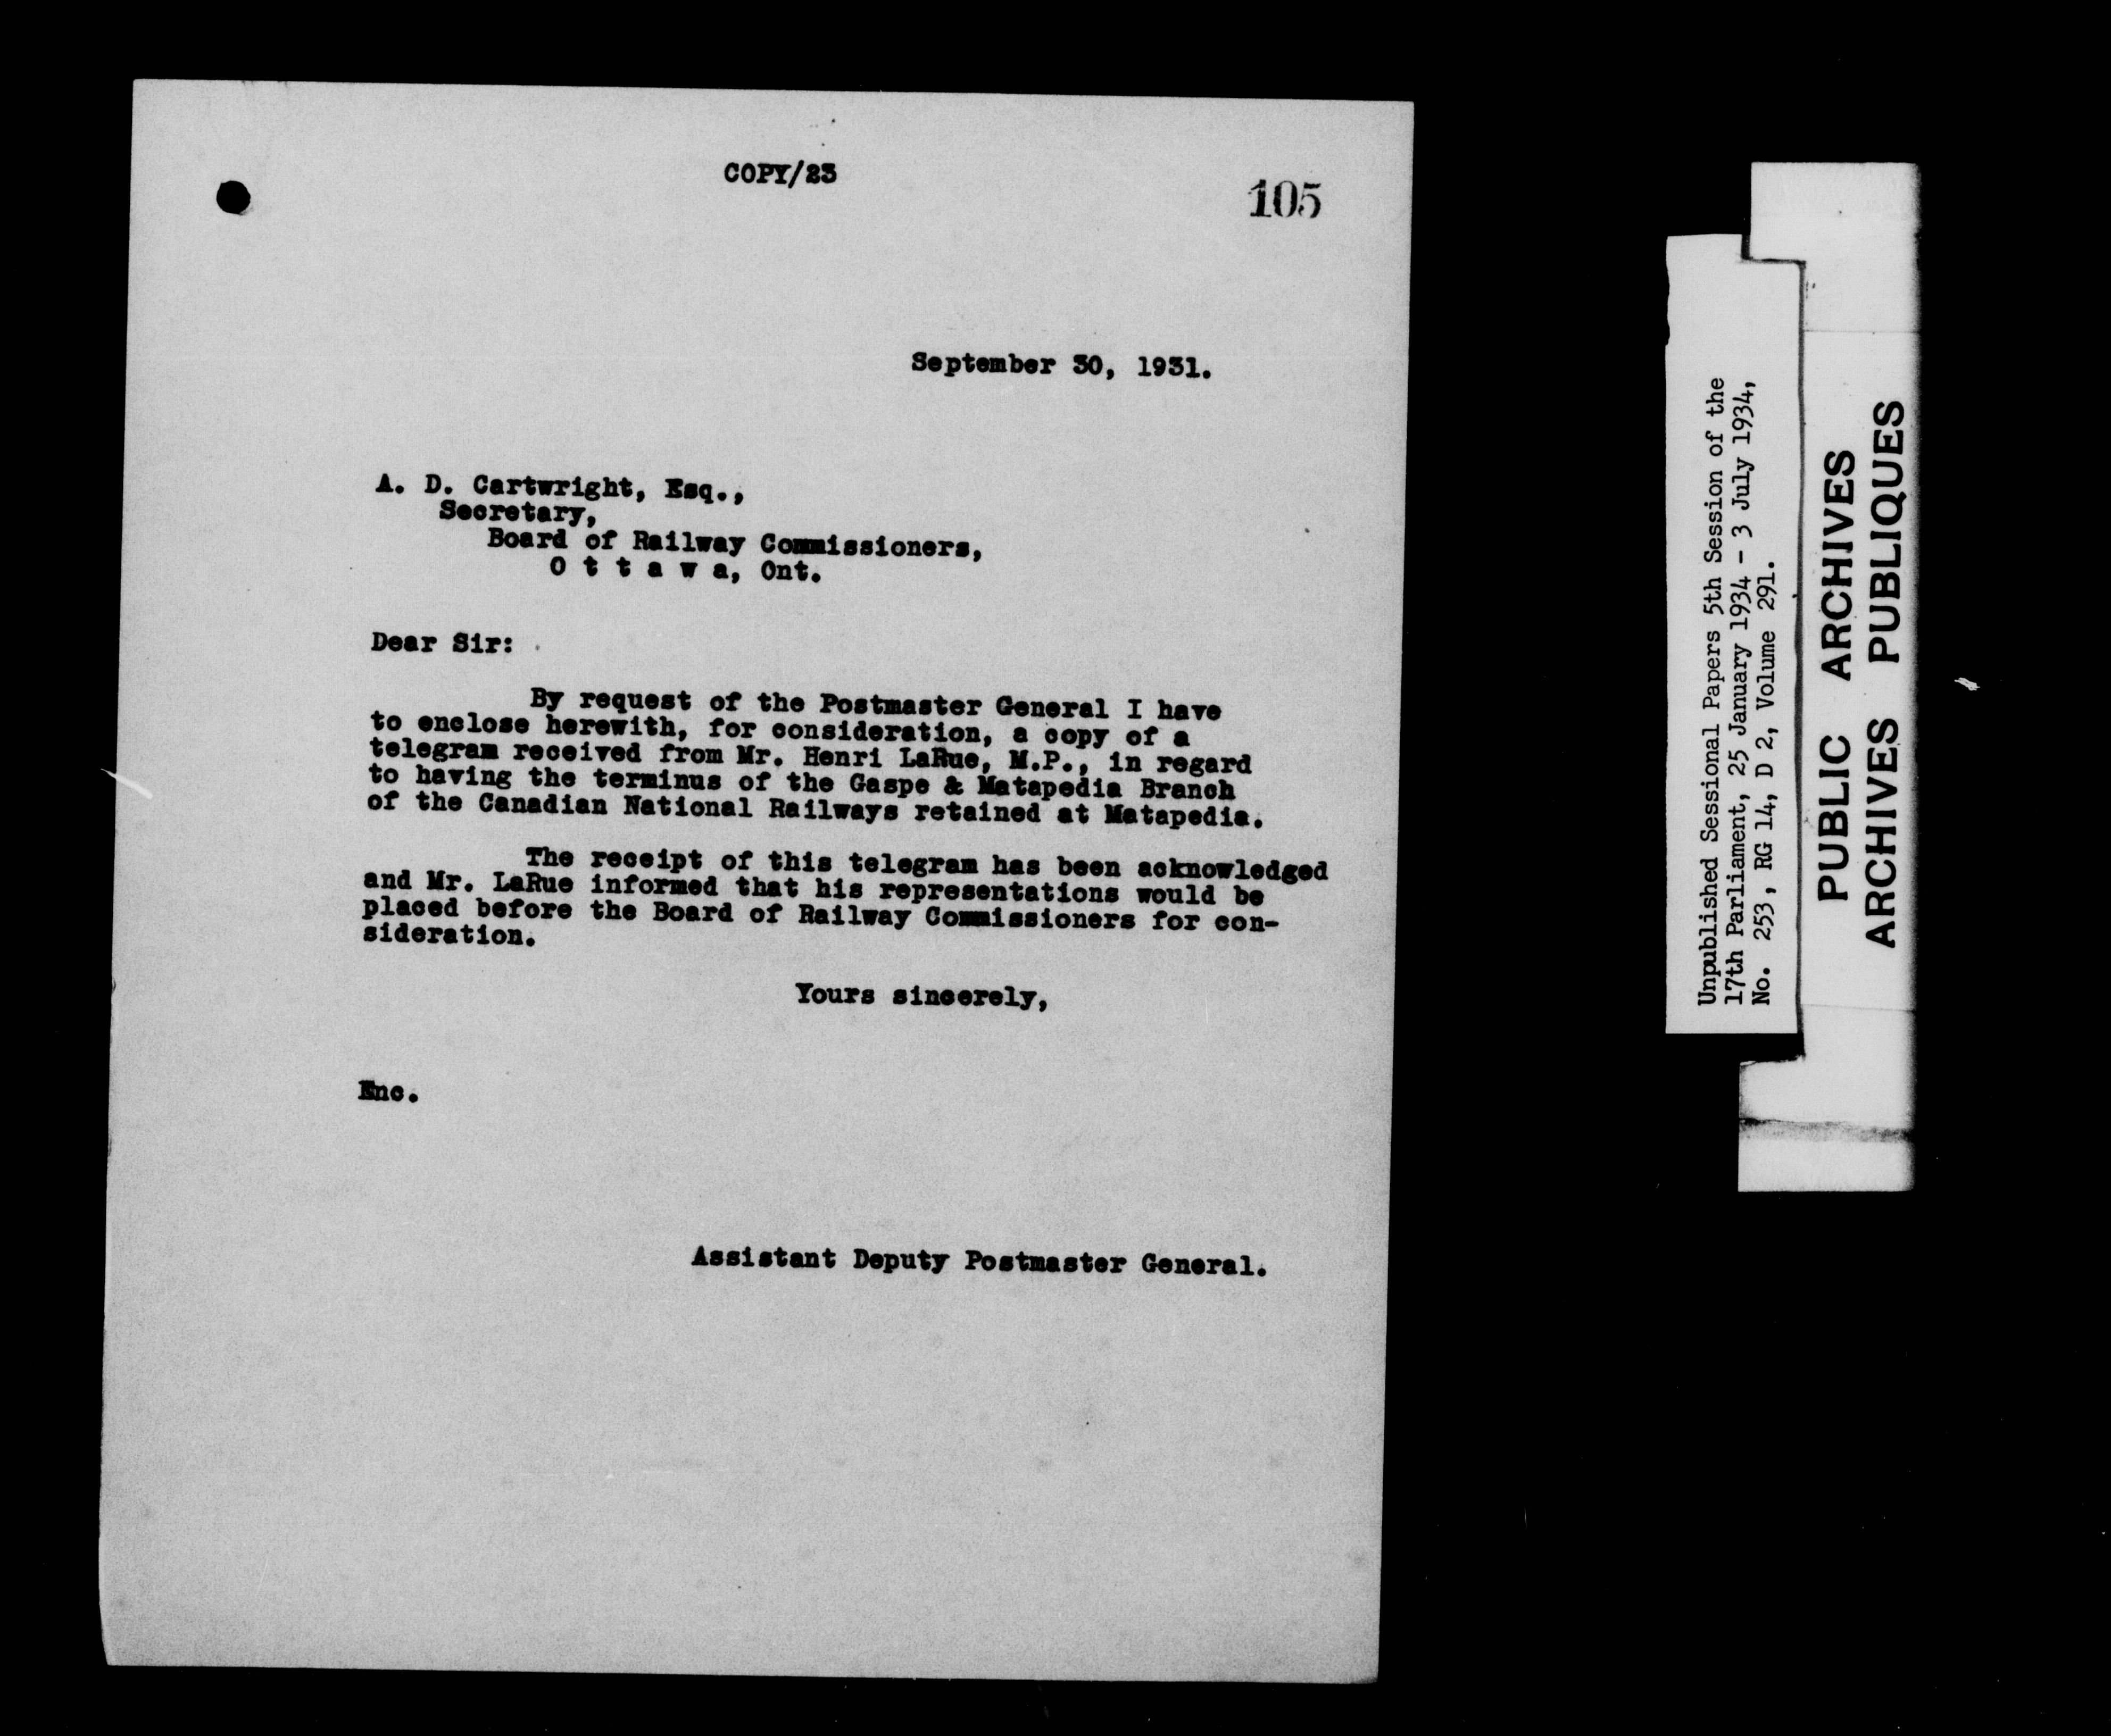 COPY/23
105
September 30, 1931.
A. D. Cartwright, Esq.,
Secretary,
Board of Railway Commissioners,
O t t a w a, Ont.
Dear Sir:
By request of the Postmaster General I have
to enclose herewith, for consideration, a copy of a
telegram received from Mr. Henri LaRue, M.P., in regard
to having the terminus of the Gaspe & Matapedia Branch
of the Canadian National Railways retained at Matapedia.
The receipt of this telegram has been acknowledged
and Mr. LaRue informed that his representations would be
placed before the Board of Railway Commissioners for con-
sideration.
Yours sincerely,
Enc.
Assistant Deputy Postmaster General.
Unpublished Sessional Papers 5th Session of the
17th Parliament, 25 January 1934 - 3 July 1934,
No. 253, RG 14, D 2, Volume 291.
PUBLIC ARCHIVES
ARCHIVES PUBLIQUES